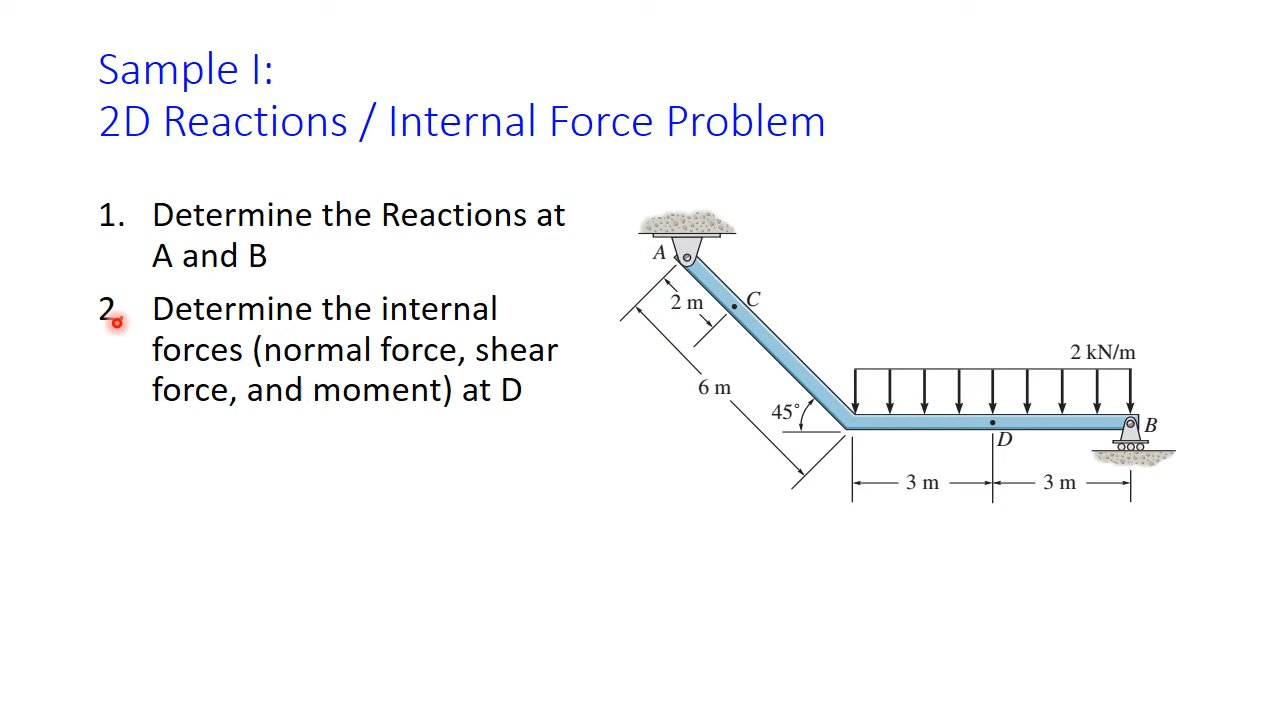 Sample I:
2D Reactions / Internal Force Problem
1. Determine the Reactions at
A and B
2. Determine the internal
forces (normal force, shear
force, and moment) at D
A
2 m
C
2 kN/m
6 m
45°
B
D
3 m
3 m